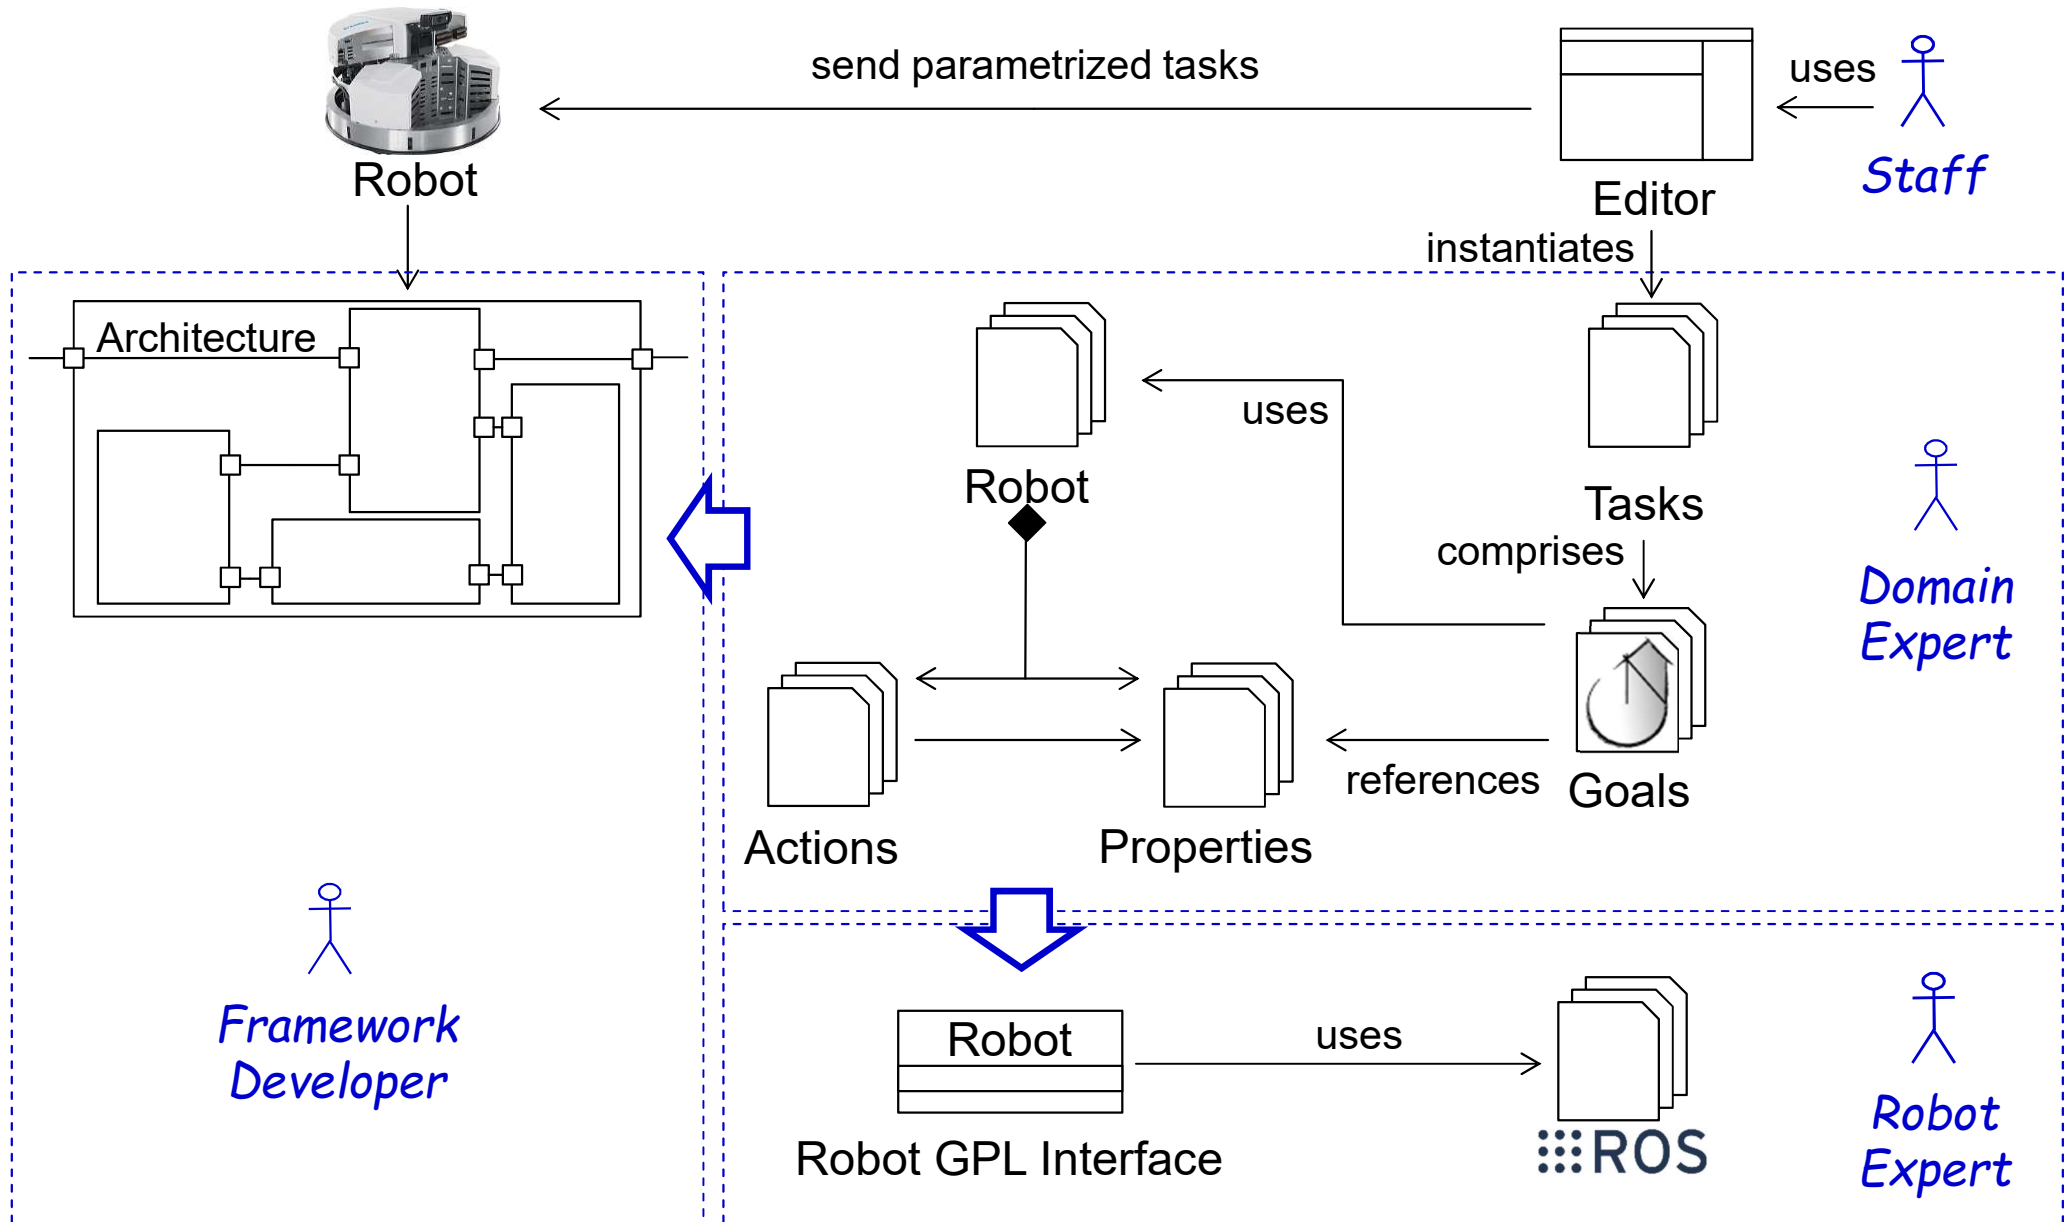 send parametrized tasks
uses
Robot
Editor
Staff
instantiates
Architecture
uses
Robot
Tasks
comprises
Domain
Expert
references
Goals
Actions
Properties
Framework
Developer
Robot
uses
Robot GPL Interface
ROS
Robot
Expert